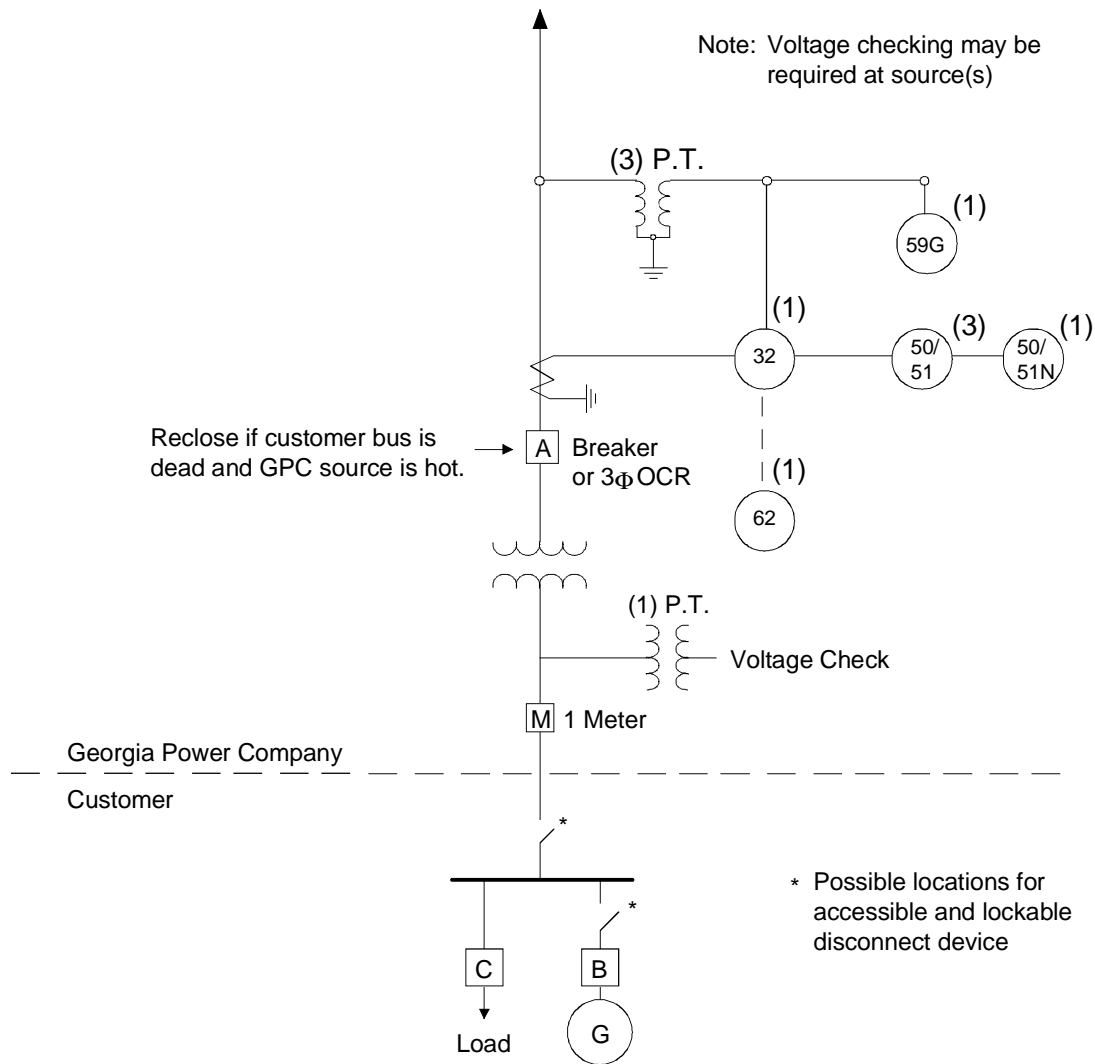 Note: Voltage checking may be
required at source(s)
(3) P.T.
(1)
59G
(1)
32
(3)
50/
51
(1)
50/
51N
Reclose if customer bus is
dead and GPC source is hot.
A
Breaker
or 3Φ OCR
(1)
62
(1) P.T.
Voltage Check
M 1 Meter
Georgia Power Company
Customer
*
*
* Possible locations for
accessible and lockable
disconnect device
C
B
Load
G